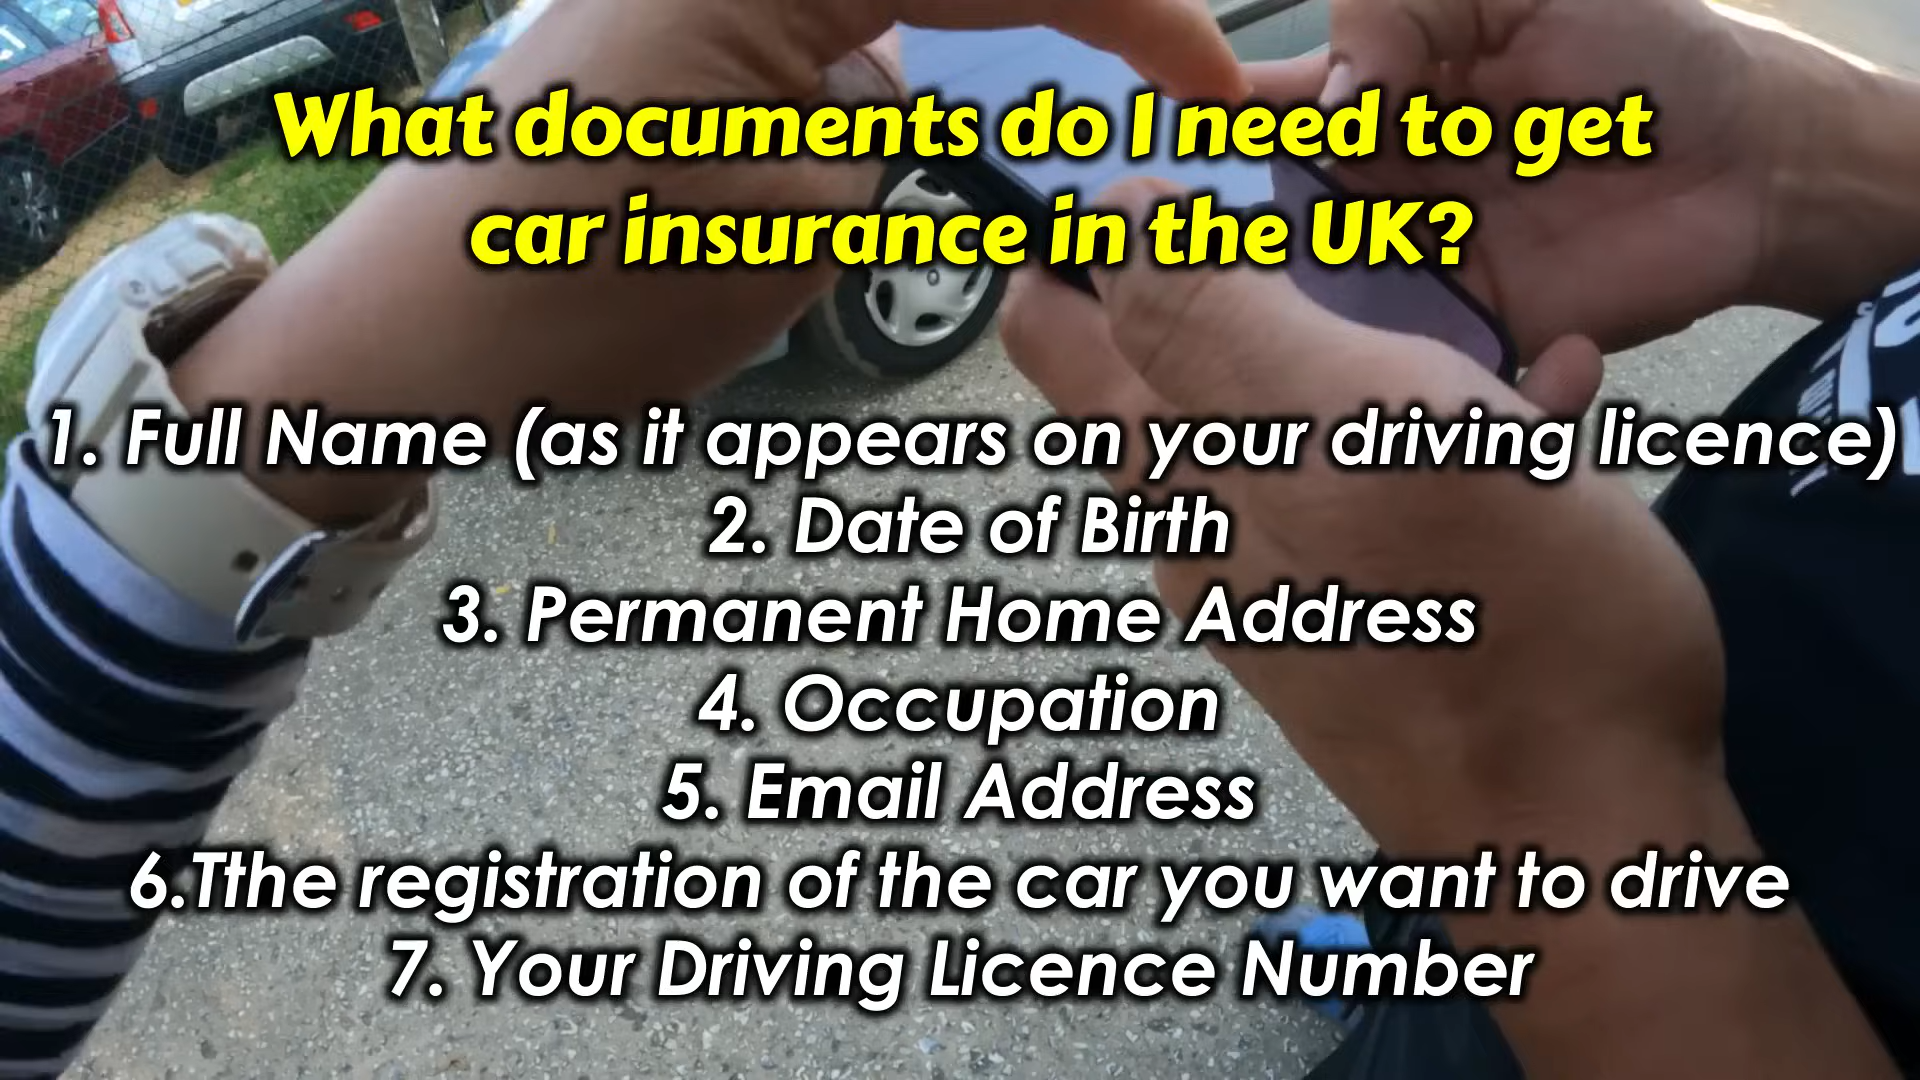 What documents do I need to get
car insurance in the UK?
1. Full Name (as it appears on your driving licence)
2. Date of Birth
3. Permanent Home Address
4. Occupation
5. Email Address
6.Tthe registration of the car you want to drive
7. Your Driving Licence Number